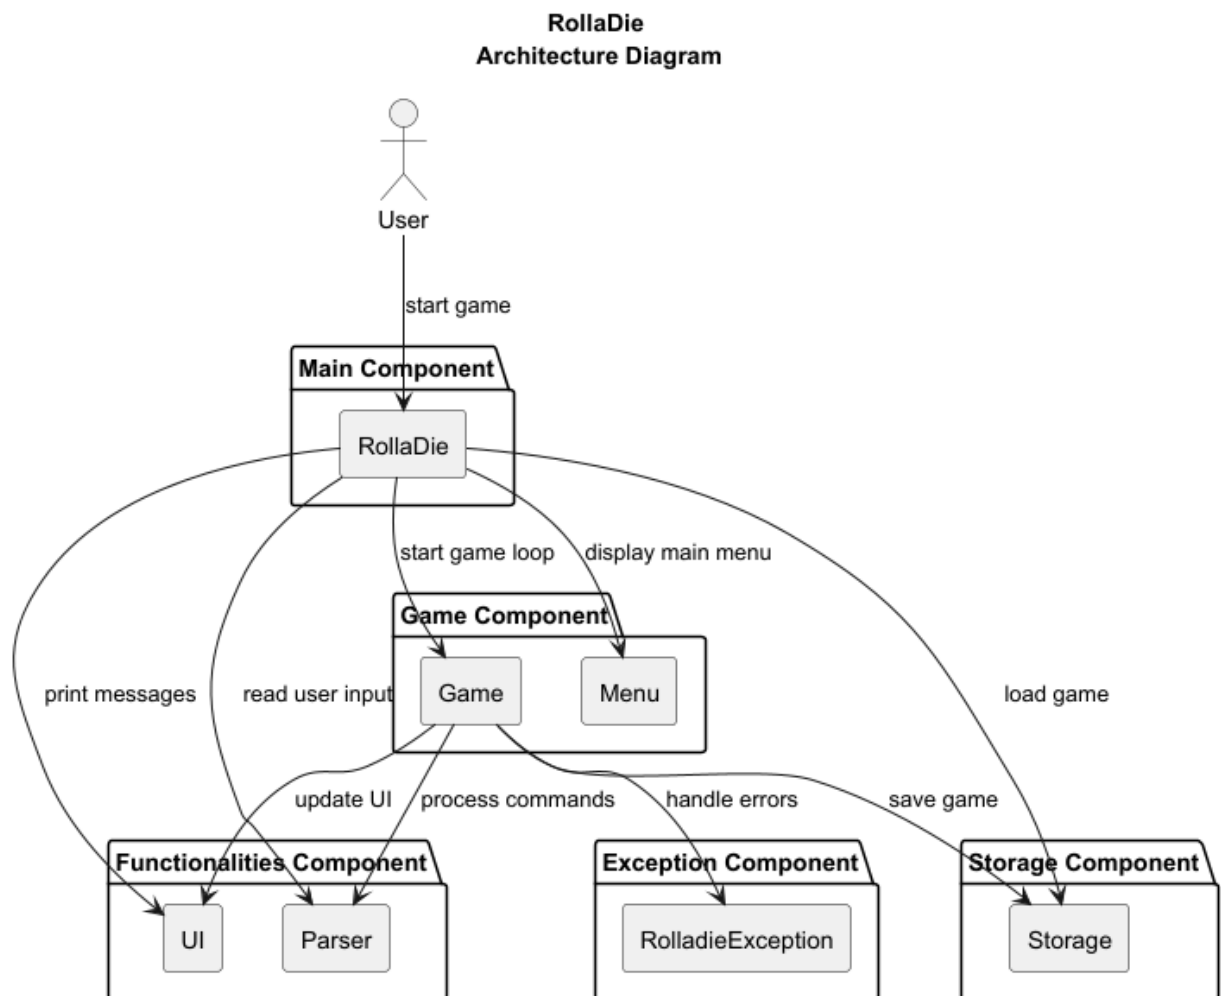 RollaDie
Architecture Diagram
User
start game
Main Component
RollaDie
start game loop
display main menu
Game Component
Game
Menu
print messages
read user input
load game
update UI
process commands
handle errors
save game
Functionalities Component
Exception Component
Storage Component
UI
Parser
RolladieException
Storage